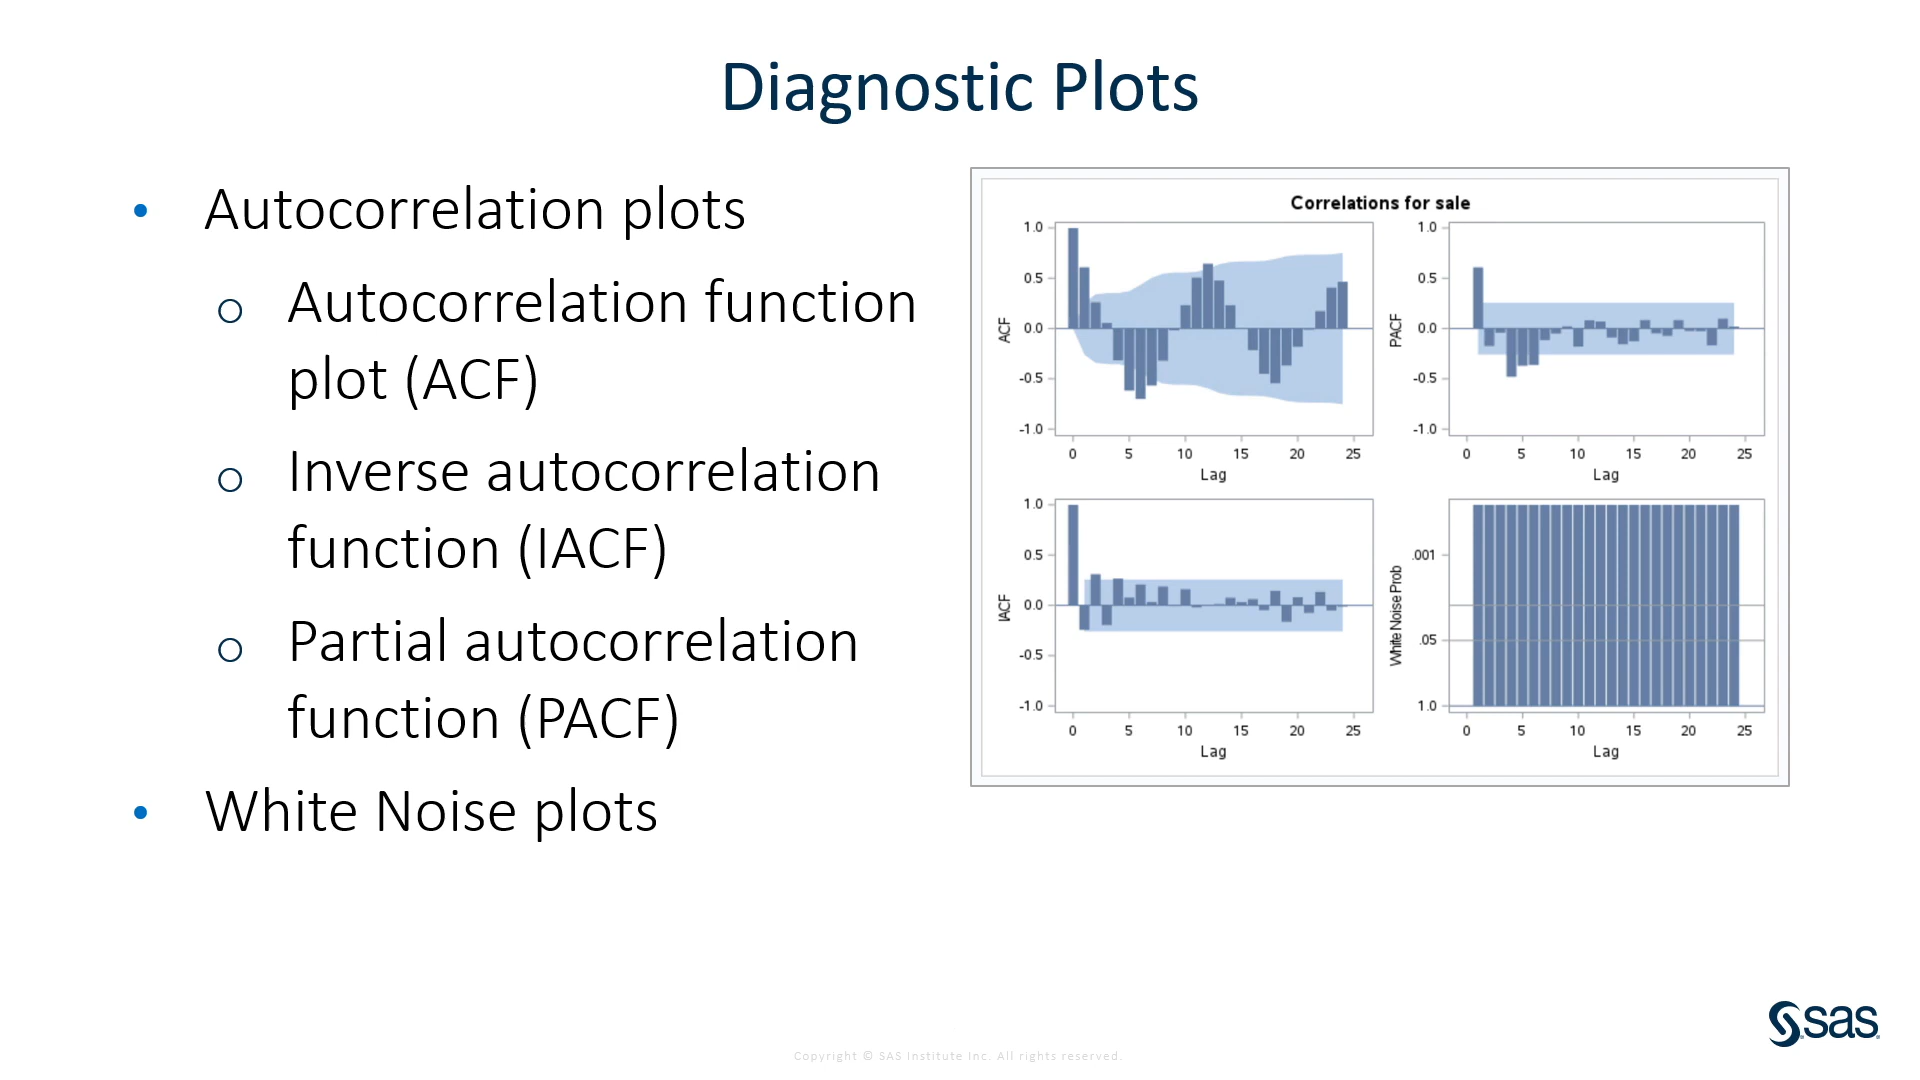 Diagnostic Plots
• Autocorrelation plots
o Autocorrelation function
plot (ACF)
o Inverse autocorrelation
function (IACF)
o Partial autocorrelation
function (PACF)
• White Noise plots
Correlations for sale
1.0
0.5
0.0
-0.5
-1.0
ACF
0 5 10 15 20 25
Lag
1.0
0.5
0.0
-0.5
-1.0
PACF
0 5 10 15 20 25
Lag
1.0
0.5
0.0
-0.5
-1.0
IACF
0 5 10 15 20 25
Lag
.001
.05
1.0
White Noise Prob
0 5 10 15 20 25
Lag
sas
Copyright © SAS Institute Inc. All rights reserved.